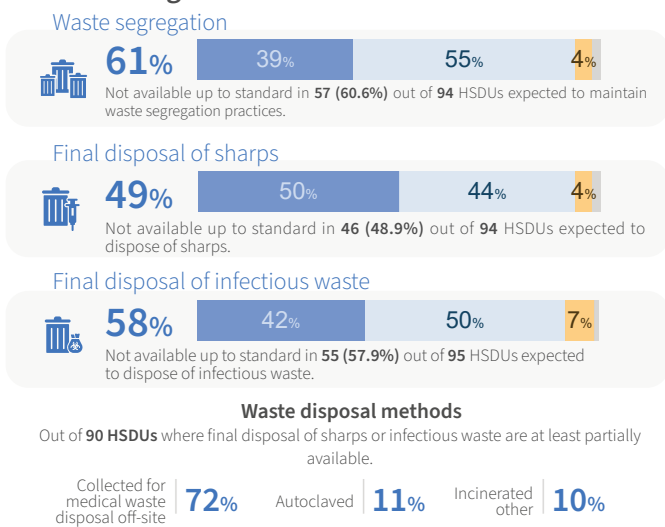 Waste segregation
61%
39%
55%
4%
Not available up to standard in 57 (60.6%) out of 94 HSDUs expected to maintain
waste segregation practices.
Final disposal of sharps
49%
50%
44%
4%
Not available up to standard in 46 (48.9%) out of 94 HSDUs expected to
dispose of sharps.
Final disposal of infectious waste
58%
42%
50%
7%
Not available up to standard in 55 (57.9%) out of 95 HSDUs expected
to dispose of infectious waste.
Waste disposal methods
Out of 90 HSDUs where final disposal of sharps or infectious waste are at least partially
available.
Collected for
medical waste
disposal off-site
72%
Autoclaved
11%
Incinerated
other
10%